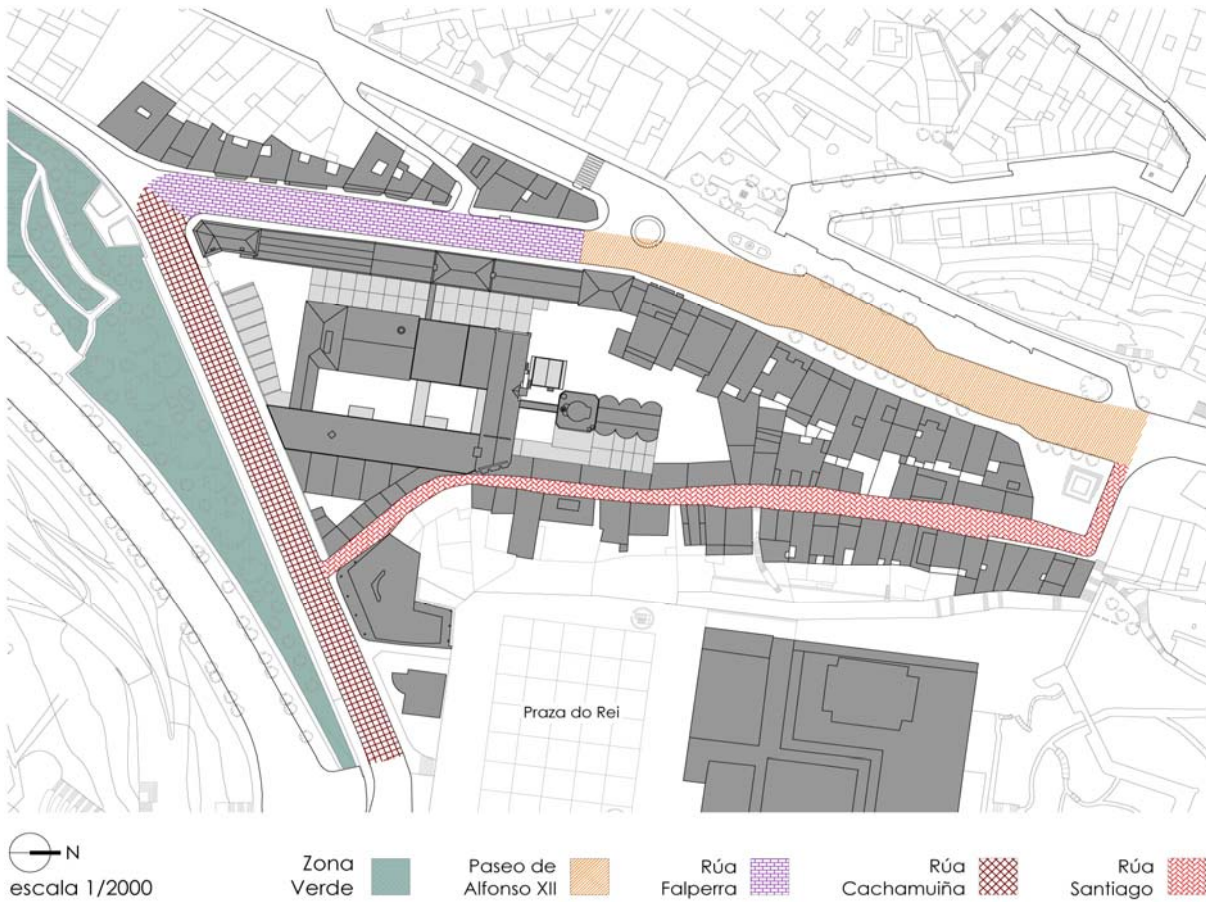 Praza do Rei
N
escala 1/2000
Zona
Verde
Paseo de
Alfonso XII
Rúa
Falperra
Rúa
Cachamuiña
Rúa
Santiago